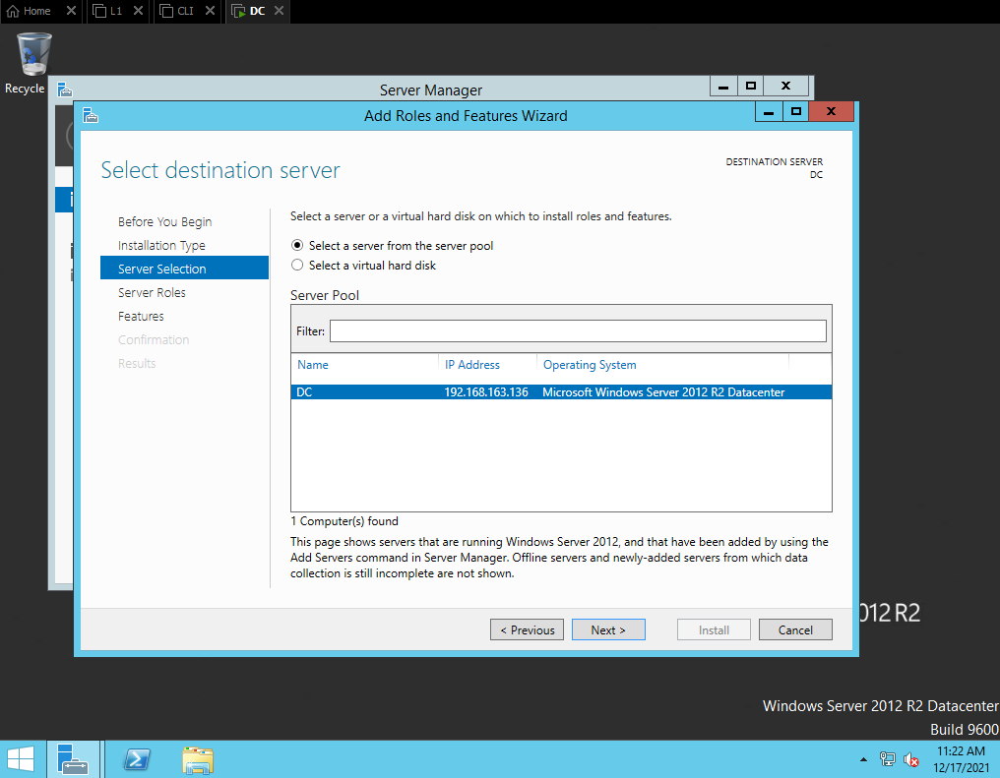 Home
L1
CLI
DC
Recycle
Server Manager
Add Roles and Features Wizard
Select destination server
DESTINATION SERVER
DC
Before You Begin
Installation Type
Server Selection
Server Roles
Features
Confirmation
Results
Select a server or a virtual hard disk on which to install roles and features.
Select a server from the server pool
Select a virtual hard disk
Server Pool
Filter:
Name IP Address Operating System
DC 192.168.163.136 Microsoft Windows Server 2012 R2 Datacenter
1 Computer(s) found
This page shows servers that are running Windows Server 2012, and that have been added by using the
Add Servers command in Server Manager. Offline servers and newly-added servers from which data
collection is still incomplete are not shown.
< Previous Next > Install Cancel
012 R2
Windows Server 2012 R2 Datacenter
Build 9600
11:22 AM
12/17/2021